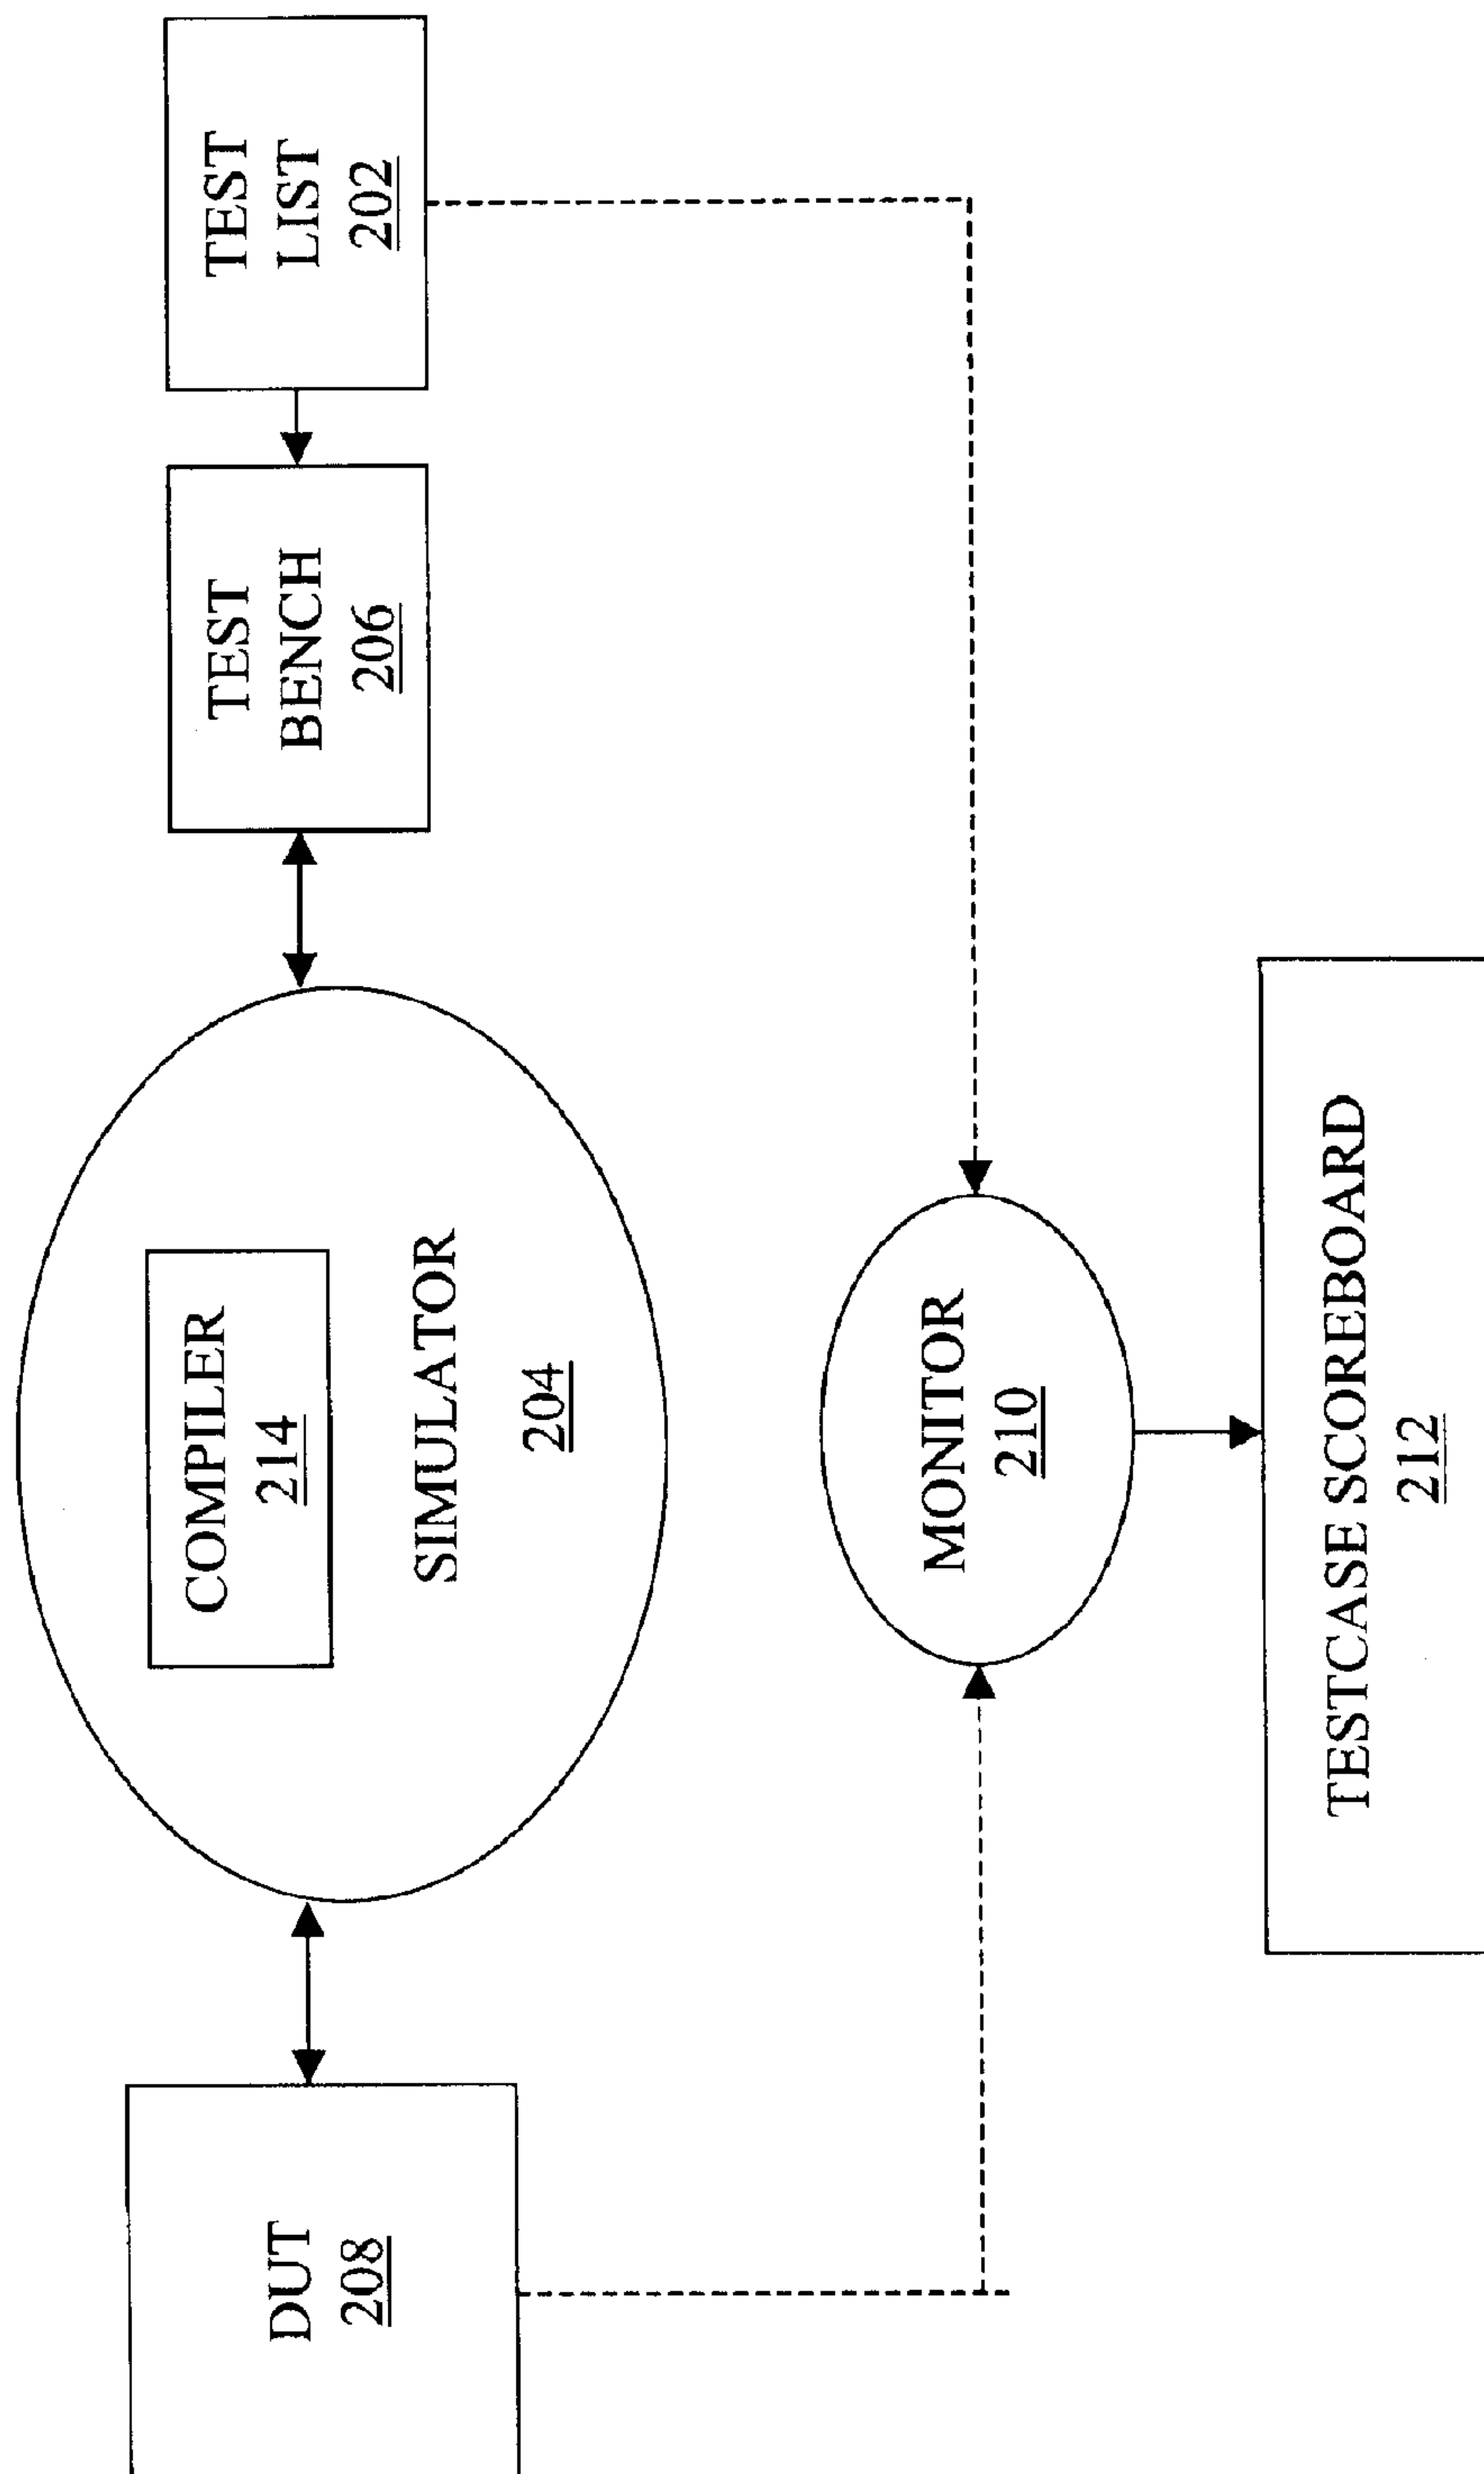 DUT
208
COMPILER
214
SIMULATOR
204
TEST
BENCH
206
TEST
LIST
202
MONITOR
210
TESTCASE SCOREBOARD
212